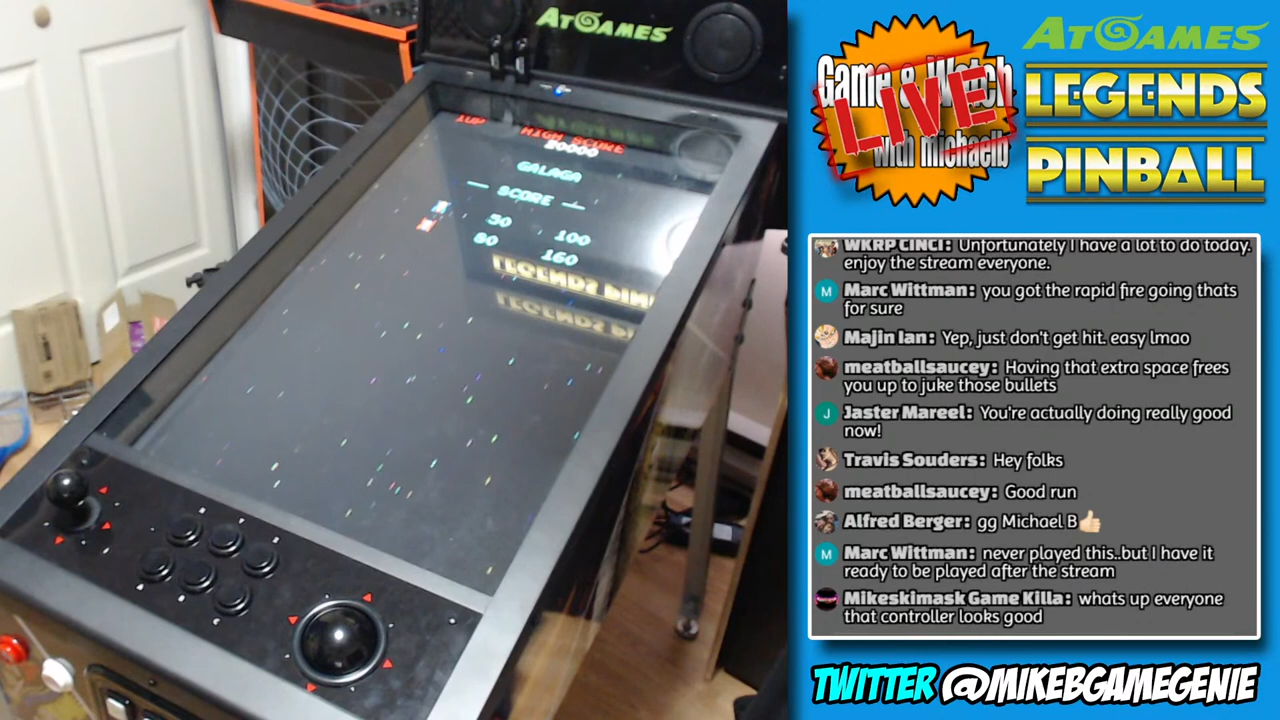 AtGames
1UP HIGH SCORE
20000
GALAGA
— SCORE —
50 100
80 160
LEGENDS PIN
LEGENDS PI
Game & Watch
LIVE
with michaelb
AtGames
LEGENDS
PINBALL
WKRP CINCI: Unfortunately I have a lot to do today.
enjoy the stream everyone.
M Marc Wittman: you got the rapid fire going thats
for sure
Majin Ian: Yep, just don't get hit. easy lmao
meatballsaucey: Having that extra space frees
you up to juke those bullets
J Jaster Mareel: You're actually doing really good
now!
Travis Souders: Hey folks
meatballsaucey: Good run
Alfred Berger: gg Michael B👍
M Marc Wittman: never played this..but I have it
ready to be played after the stream
Mikeskimask Game Killa: whats up everyone
that controller looks good
TWITTER @MIKEBGAMEGENIE